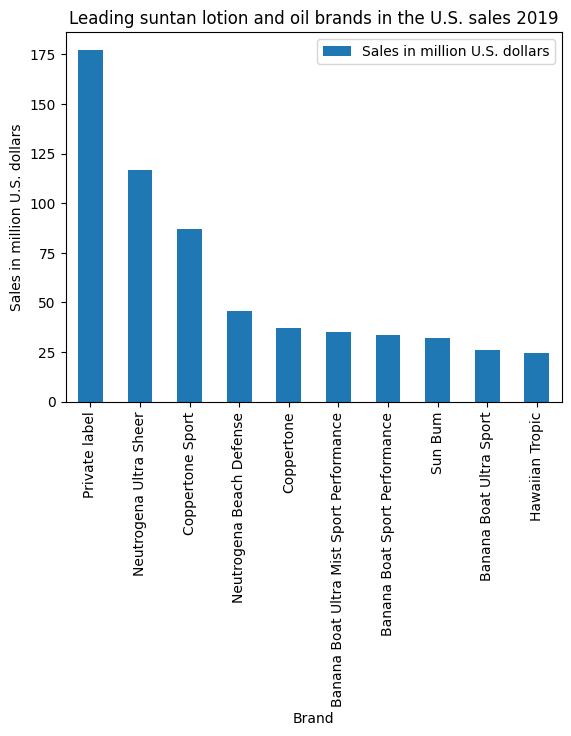 Leading suntan lotion and oil brands in the U.S. sales 2019
Sales in million U.S. dollars
Sales in million U.S. dollars
175
150
125
100
75
50
25
0
Private label
Neutrogena Ultra Sheer
Coppertone Sport
Neutrogena Beach Defense
Coppertone
Banana Boat Ultra Mist Sport Performance
Banana Boat Sport Performance
Sun Bum
Banana Boat Ultra Sport
Hawaiian Tropic
Brand